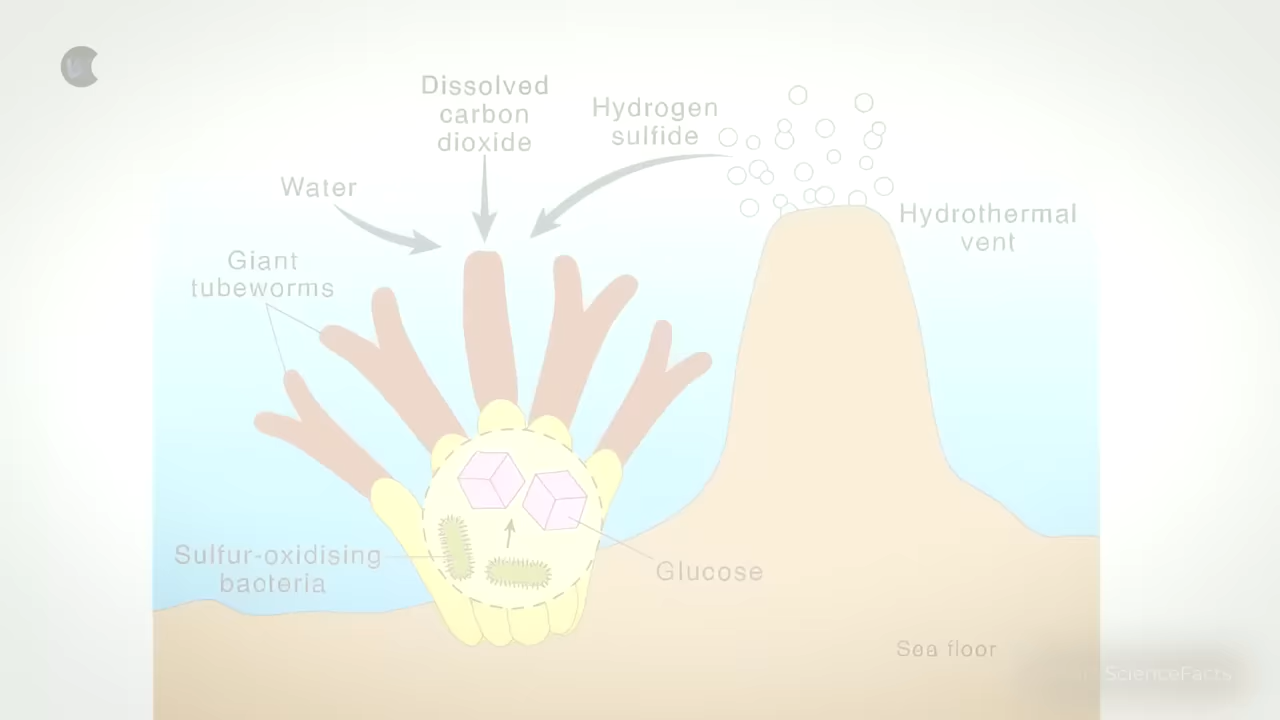 Dissolved
carbon
dioxide
Hydrogen
sulfide
Water
Hydrothermal
vent
Giant
tubeworms
Sulfur-oxidising
bacteria
Glucose
Sea floor
ScienceFacts